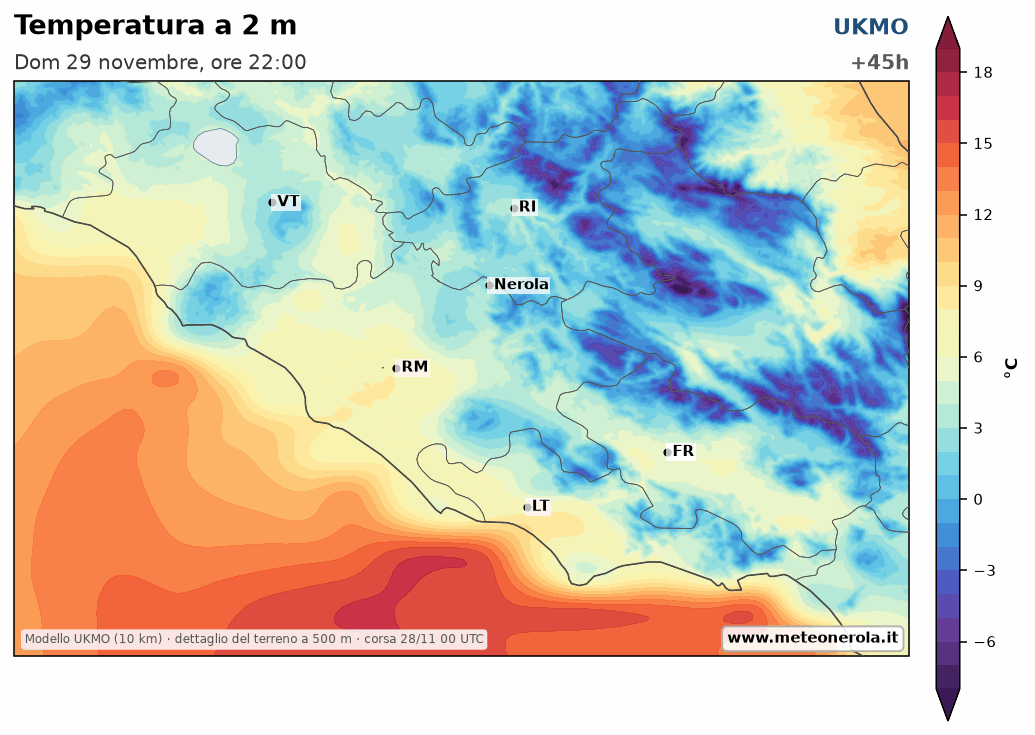 Temperatura a 2 m
UKMO
Dom 29 novembre, ore 22:00
+45h
VT
RI
Nerola
RM
FR
LT
Modello UKMO (10 km) · dettaglio del terreno a 500 m · corsa 28/11 00 UTC
www.meteonerola.it
18
15
12
9
6
3
0
−3
−6
°C